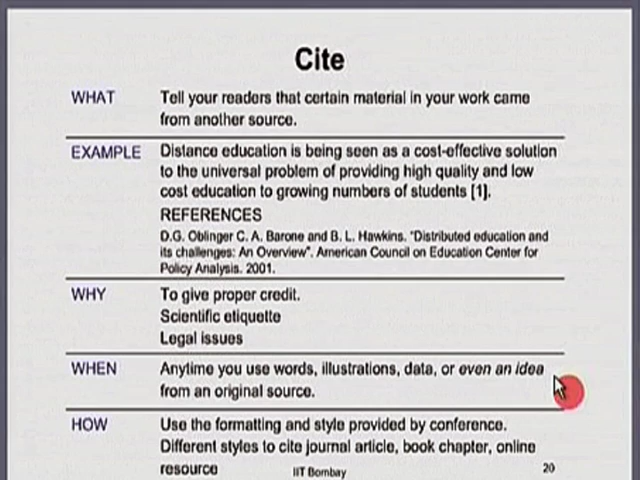 Cite
WHAT Tell your readers that certain material in your work came
from another source.
EXAMPLE Distance education is being seen as a cost-effective solution
to the universal problem of providing high quality and low
cost education to growing numbers of students [1].
REFERENCES
D.G. Oblinger C. A. Barone and B. L. Hawkins. "Distributed education and
its challenges: An Overview". American Council on Education Center for
Policy Analysis. 2001.
WHY To give proper credit.
Scientific etiquette
Legal issues
WHEN Anytime you use words, illustrations, data, or even an idea
from an original source.
HOW Use the formatting and style provided by conference.
Different styles to cite journal article, book chapter, online
resource
IIT Bombay 20